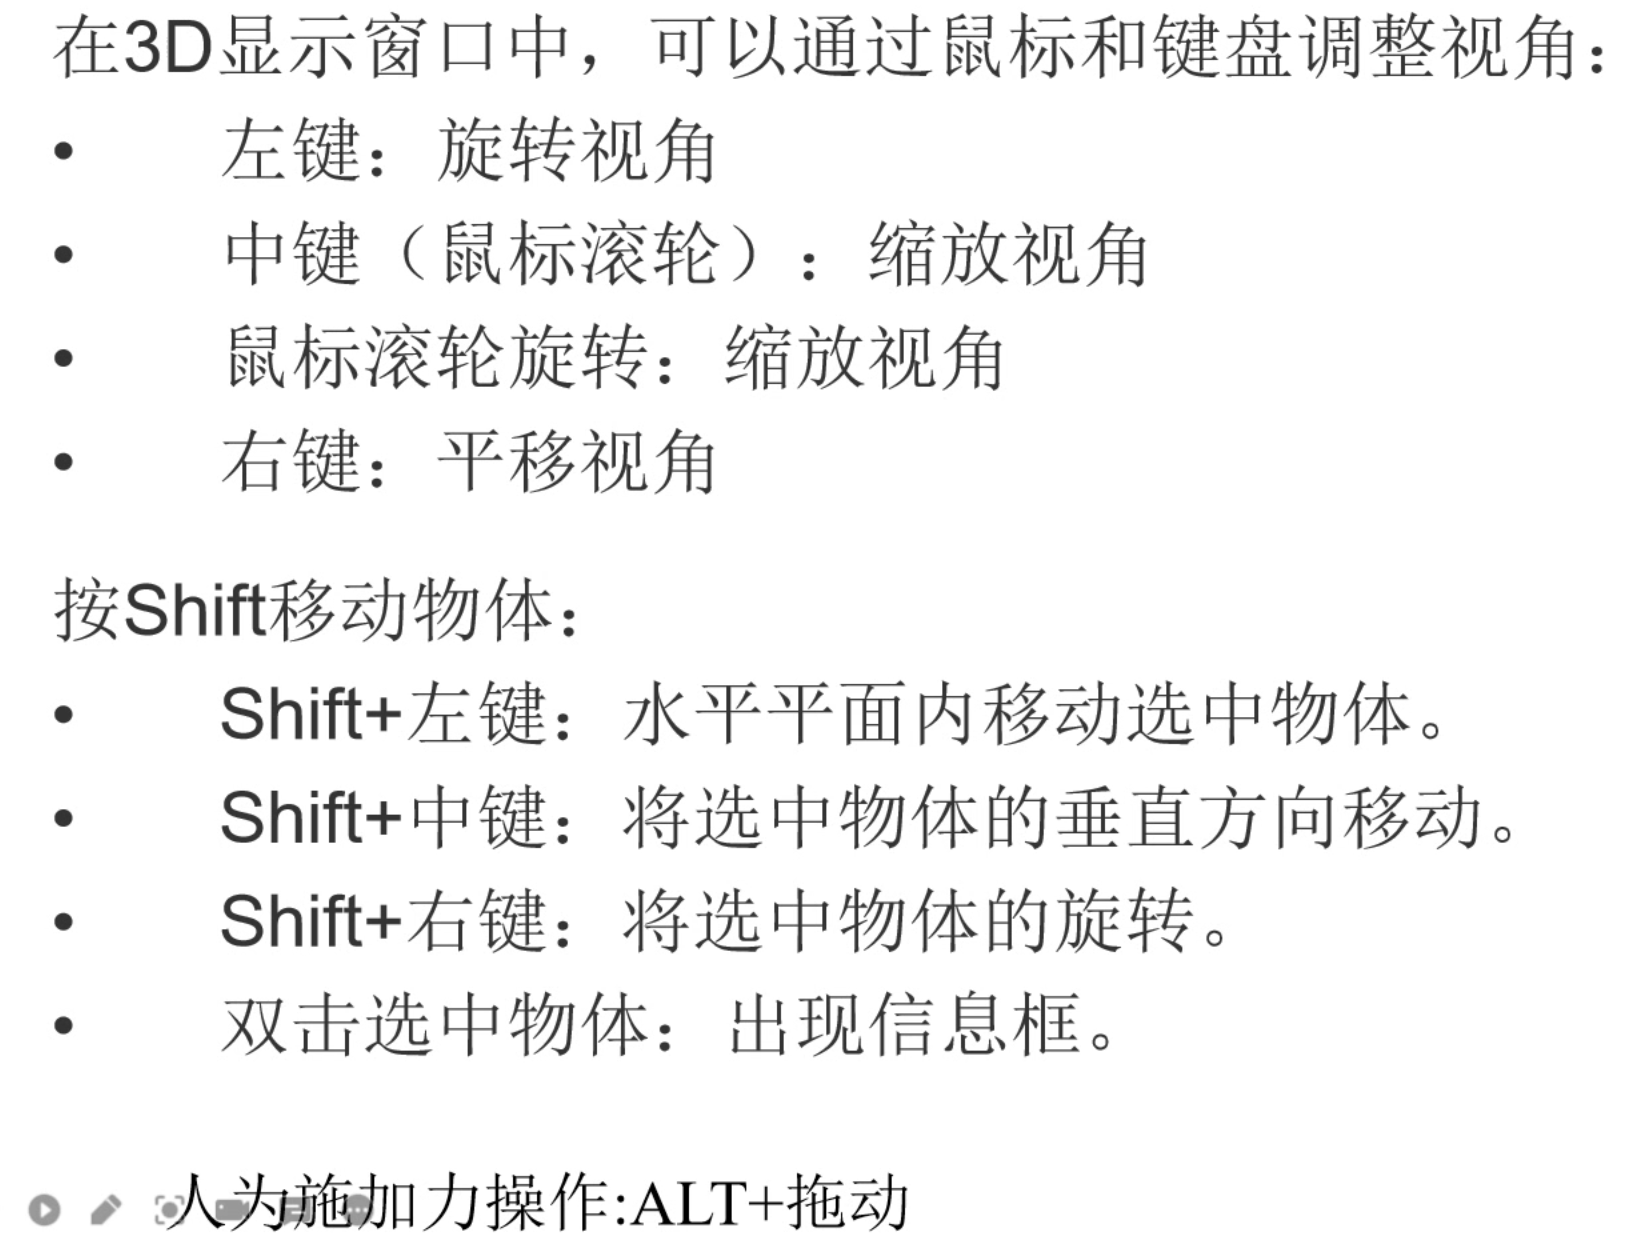 在3D显示窗口中，可以通过鼠标和键盘调整视角：
• 左键：旋转视角
• 中键（鼠标滚轮）：缩放视角
• 鼠标滚轮旋转：缩放视角
• 右键：平移视角
按Shift移动物体：
• Shift+左键：水平平面内移动选中物体。
• Shift+中键：将选中物体的垂直方向移动。
• Shift+右键：将选中物体的旋转。
• 双击选中物体：出现信息框。
人为施加力操作:ALT+拖动